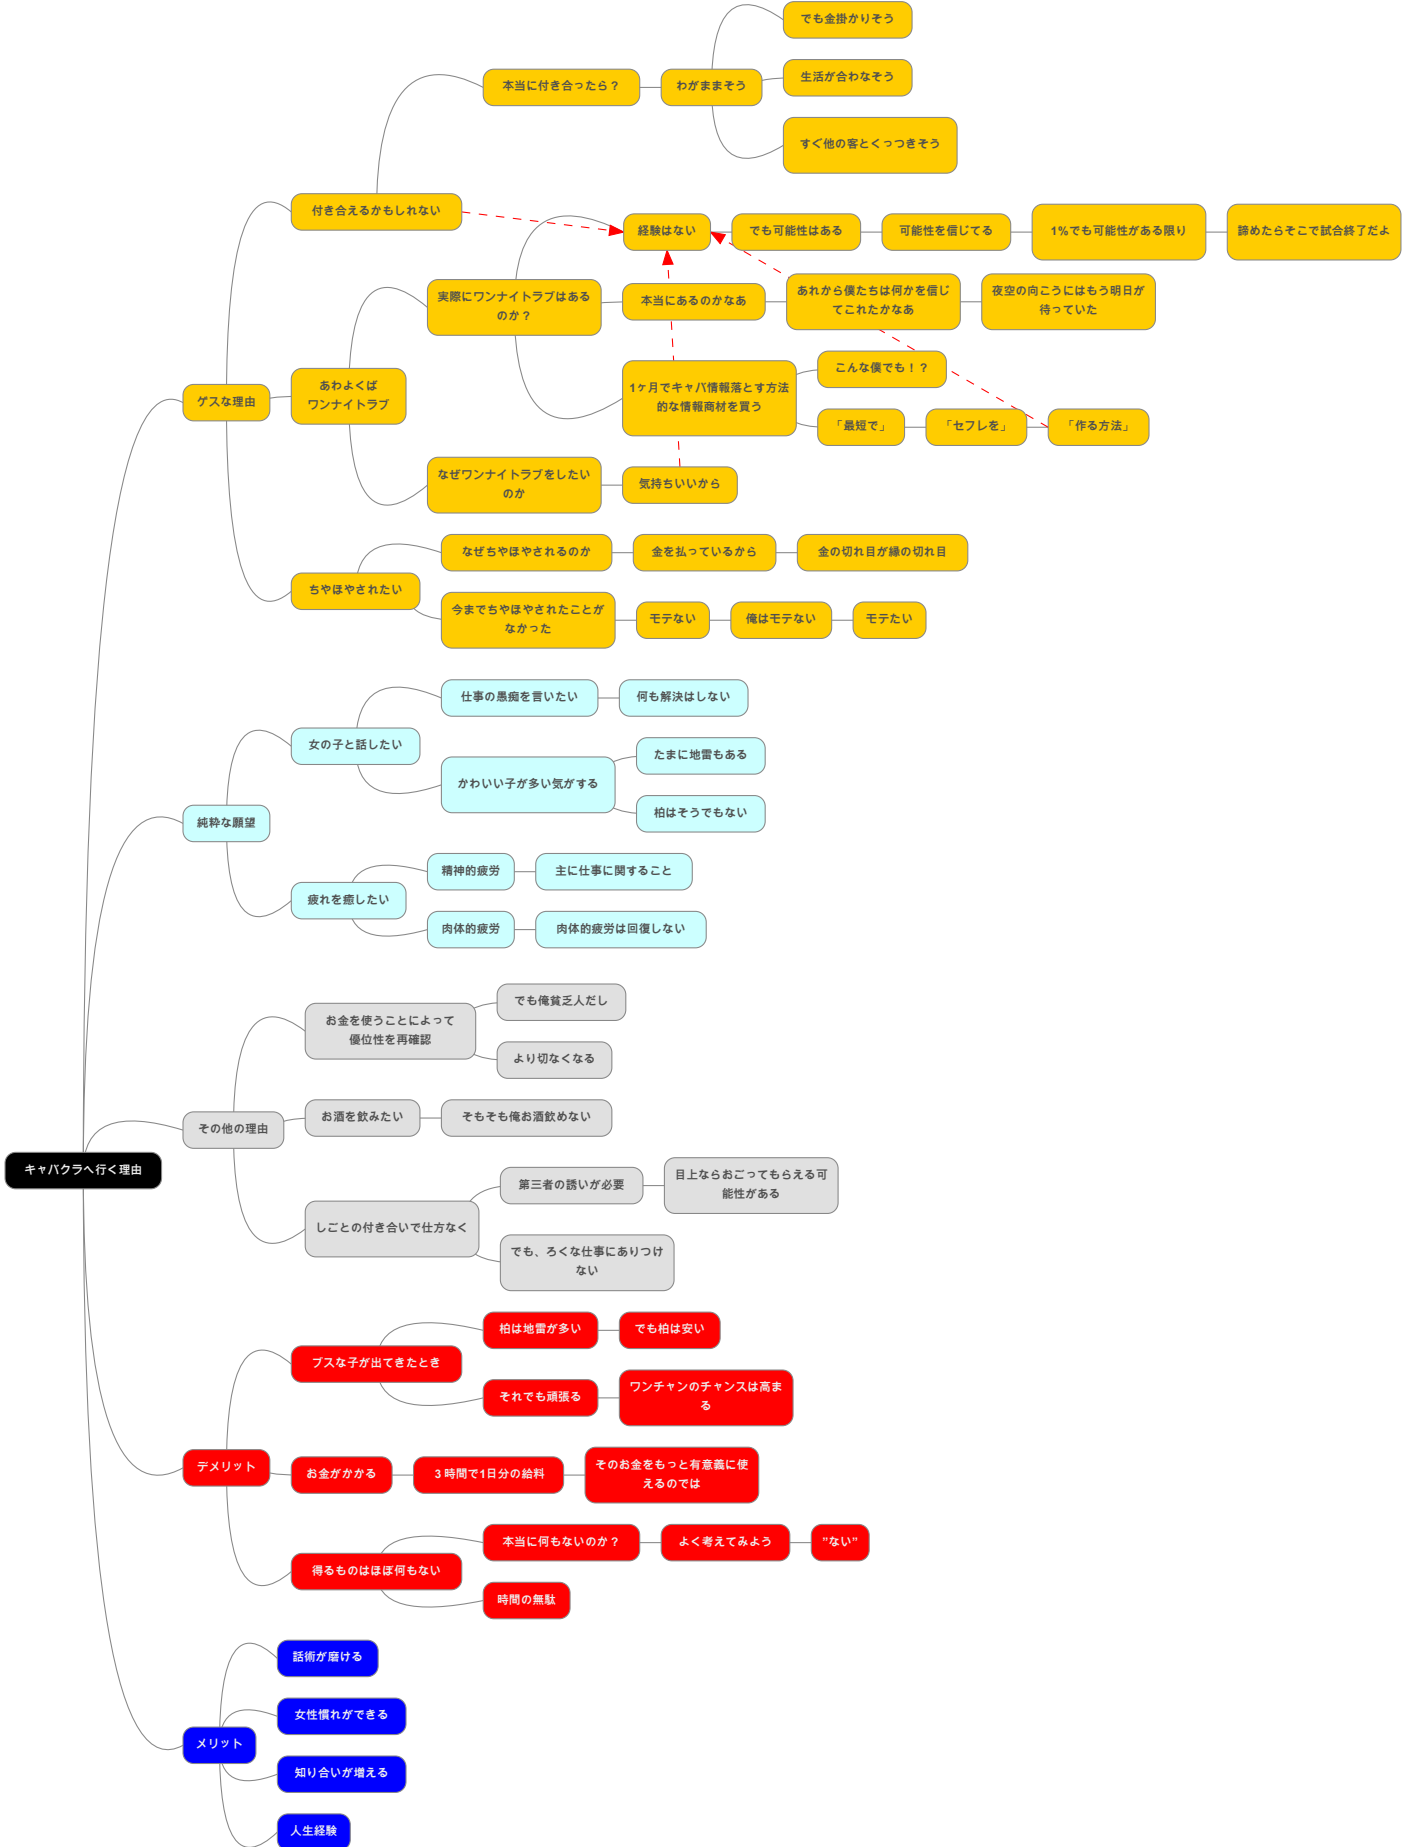 キャバクラへ行く理由
ゲスな理由
付き合えるかもしれない
本当に付き合ったら？
わがままそう
でも金掛かりそう
生活が合わなそう
すぐ他の客とくっつきそう
あわよくば
ワンナイトラブ
実際にワンナイトラブはある
のか？
経験はない
でも可能性はある
可能性を信じてる
1%でも可能性がある限り
諦めたらそこで試合終了だよ
本当にあるのかなあ
あれから僕たちは何かを信じ
てこれたかなあ
夜空の向こうにはもう明日が
待っていた
1ヶ月でキャバ情報落とす方法
的な情報商材を買う
こんな僕でも！？
「最短で」
「セフレを」
「作る方法」
なぜワンナイトラブをしたい
のか
気持ちいいから
ちやほやされたい
なぜちやほやされるのか
金を払っているから
金の切れ目が縁の切れ目
今までちやほやされたことが
なかった
モテない
俺はモテない
モテたい
純粋な願望
女の子と話したい
仕事の愚痴を言いたい
何も解決はしない
かわいい子が多い気がする
たまに地雷もある
柏はそうでもない
疲れを癒したい
精神的疲労
主に仕事に関すること
肉体的疲労
肉体的疲労は回復しない
その他の理由
お金を使うことによって
優位性を再確認
でも俺貧乏人だし
より切なくなる
お酒を飲みたい
そもそも俺お酒飲めない
しごとの付き合いで仕方なく
第三者の誘いが必要
目上ならおごってもらえる可
能性がある
でも、ろくな仕事にありつけ
ない
デメリット
ブスな子が出てきたとき
柏は地雷が多い
でも柏は安い
それでも頑張る
ワンチャンのチャンスは高ま
る
お金がかかる
３時間で1日分の給料
そのお金をもっと有意義に使
えるのでは
得るものはほぼ何もない
本当に何もないのか？
よく考えてみよう
”ない”
時間の無駄
メリット
話術が磨ける
女性慣れができる
知り合いが増える
人生経験